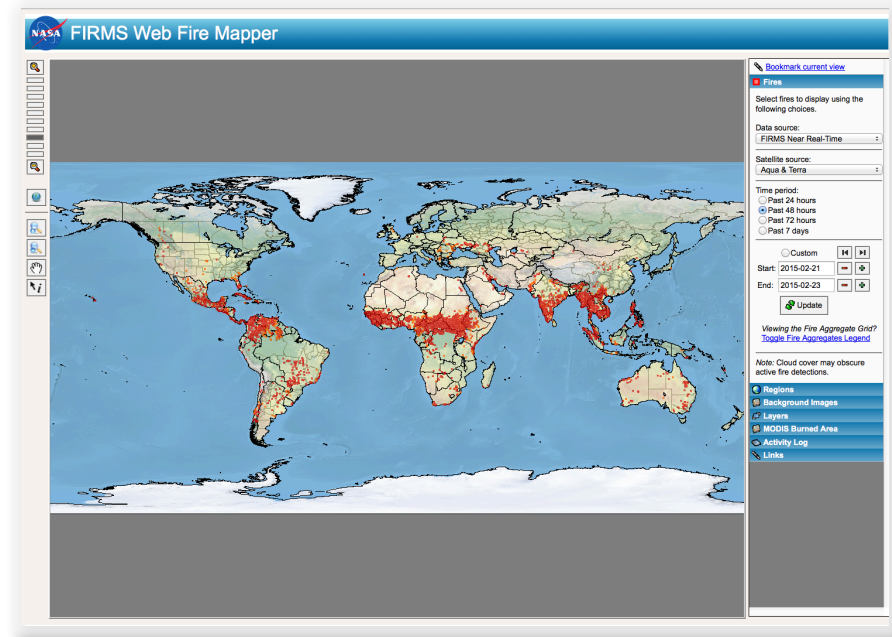 NASA FIRMS Web Fire Mapper
Bookmark current view
Fires
Select fires to display using the
following choices.
Data source:
FIRMS Near Real-Time
Satellite source:
Aqua & Terra
Time period:
Past 24 hours
Past 48 hours
Past 72 hours
Past 7 days
Custom
Start: 2015-02-21
End: 2015-02-23
Update
Viewing the Fire Aggregate Grid?
Toggle Fire Aggregates Legend
Note: Cloud cover may obscure
active fire detections.
Regions
Background Images
Layers
MODIS Burned Area
Activity Log
Links
i